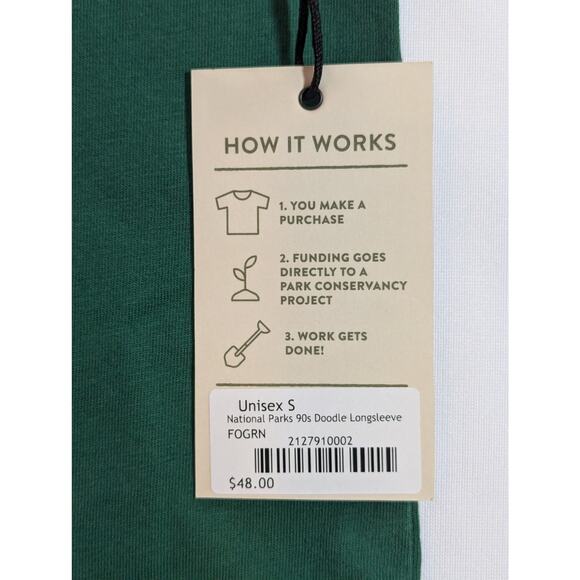 HOW IT WORKS
1. YOU MAKE A
PURCHASE
2. FUNDING GOES
DIRECTLY TO A
PARK CONSERVANCY
PROJECT
3. WORK GETS
DONE!
Unisex S
National Parks 90s Doodle Longsleeve
FOGRN
2127910002
$48.00